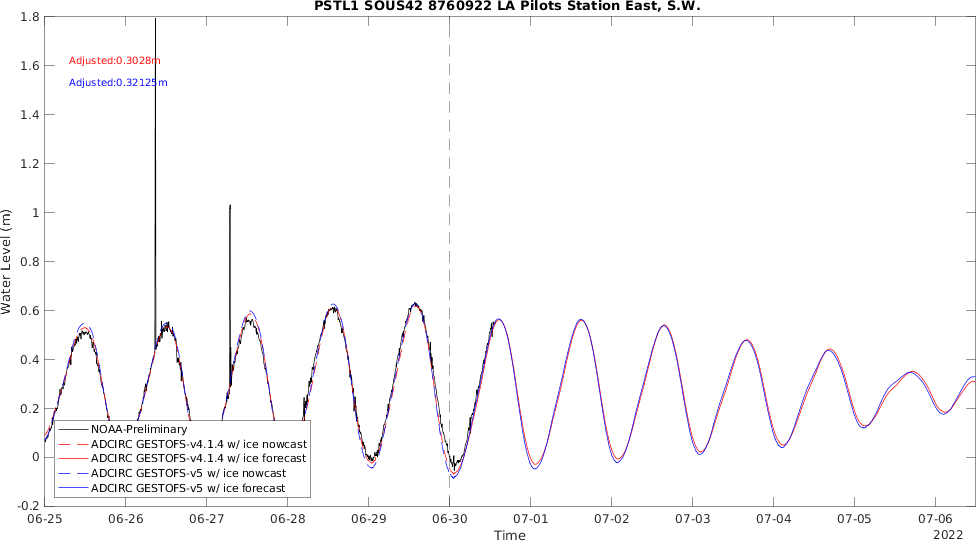 PSTL1 SOUS42 8760922 LA Pilots Station East, S.W.
1.8
1.6
1.4
1.2
1
0.8
0.6
0.4
0.2
0
-0.2
Water Level (m)
Adjusted:0.3028m
Adjusted:0.32125m
NOAA-Preliminary
ADCIRC GESTOFS-v4.1.4 w/ ice nowcast
ADCIRC GESTOFS-v4.1.4 w/ ice forecast
ADCIRC GESTOFS-v5 w/ ice nowcast
ADCIRC GESTOFS-v5 w/ ice forecast
06-25 06-26 06-27 06-28 06-29 06-30 07-01 07-02 07-03 07-04 07-05 07-06
Time
2022